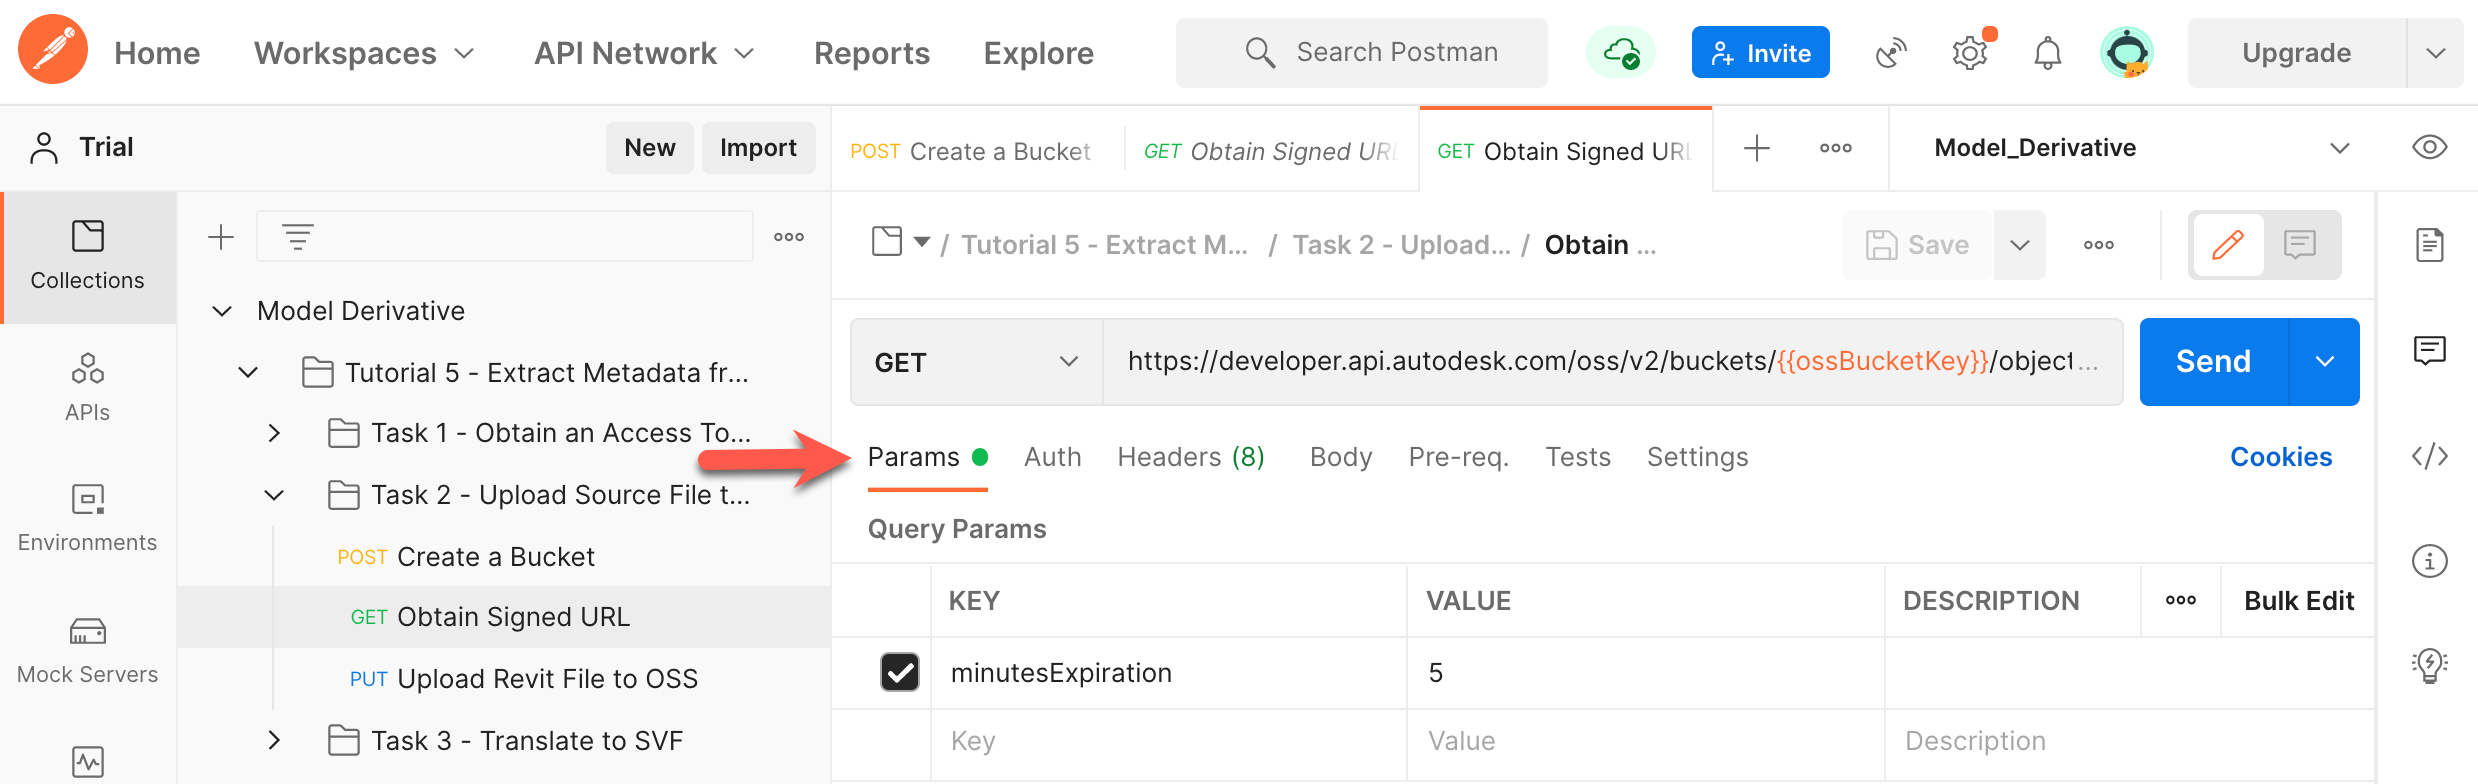 Home Workspaces API Network Reports Explore Search Postman Invite Upgrade
Trial New Import
POST Create a Bucket GET Obtain Signed URL GET Obtain Signed URL ooo Model_Derivative
Collections
APIs
Environments
Mock Servers
ooo
Model Derivative
Tutorial 5 - Extract Metadata fr...
Task 1 - Obtain an Access To...
Task 2 - Upload Source File t...
POST Create a Bucket
GET Obtain Signed URL
PUT Upload Revit File to OSS
Task 3 - Translate to SVF
/ Tutorial 5 - Extract M... / Task 2 - Upload... / Obtain ... Save ooo
GET https://developer.api.autodesk.com/oss/v2/buckets/{{ossBucketKey}}/object... Send
Params Auth Headers (8) Body Pre-req. Tests Settings Cookies
Query Params
KEY VALUE DESCRIPTION ooo Bulk Edit
minutesExpiration 5
Key Value Description